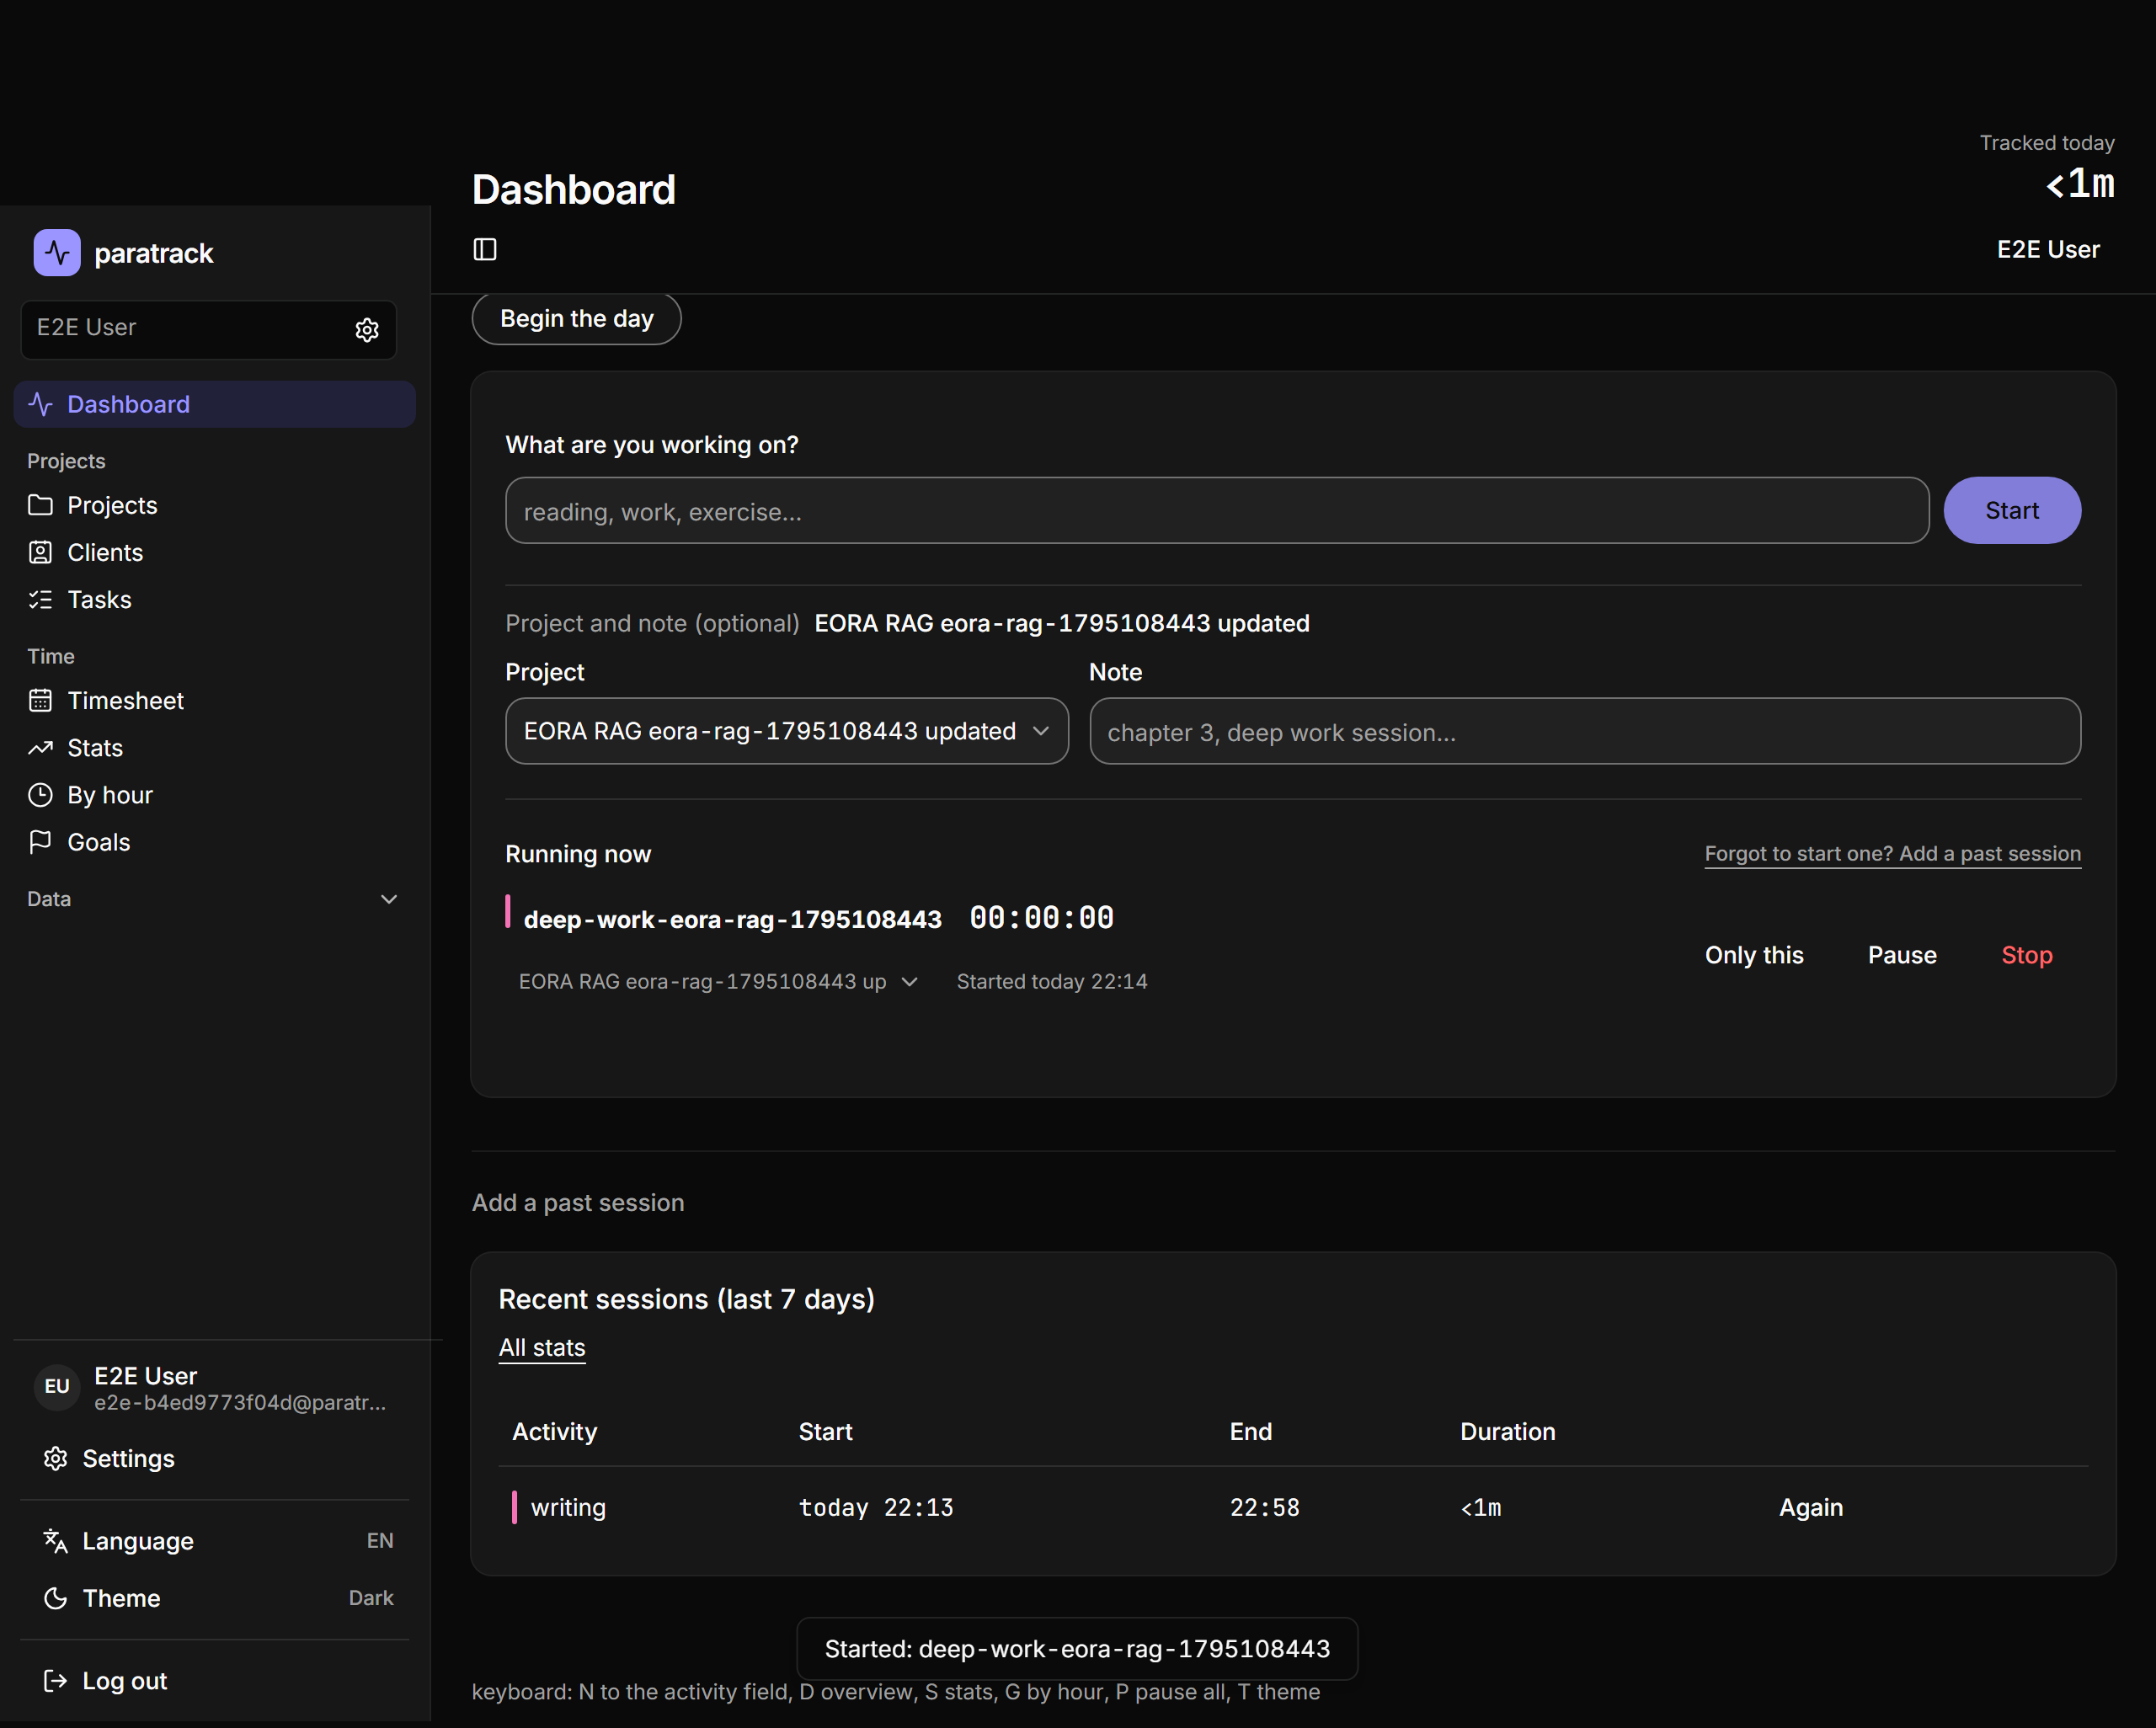 paratrack
E2E User
Dashboard
Projects
Projects
Clients
Tasks
Time
Timesheet
Stats
By hour
Goals
Data
EU
E2E User
e2e-b4ed9773f04d@paratr...
Settings
Language EN
Theme Dark
Log out
Tracked today
Dashboard
<1m
E2E User
Begin the day
What are you working on?
reading, work, exercise...
Start
Project and note (optional) EORA RAG eora-rag-1795108443 updated
Project Note
EORA RAG eora-rag-1795108443 updated chapter 3, deep work session...
Running now Forgot to start one? Add a past session
deep-work-eora-rag-1795108443 00:00:00
Only this Pause Stop
EORA RAG eora-rag-1795108443 up Started today 22:14
Add a past session
Recent sessions (last 7 days)
All stats
Activity Start End Duration
writing today 22:13 22:58 <1m Again
Started: deep-work-eora-rag-1795108443
keyboard: N to the activity field, D overview, S stats, G by hour, P pause all, T theme